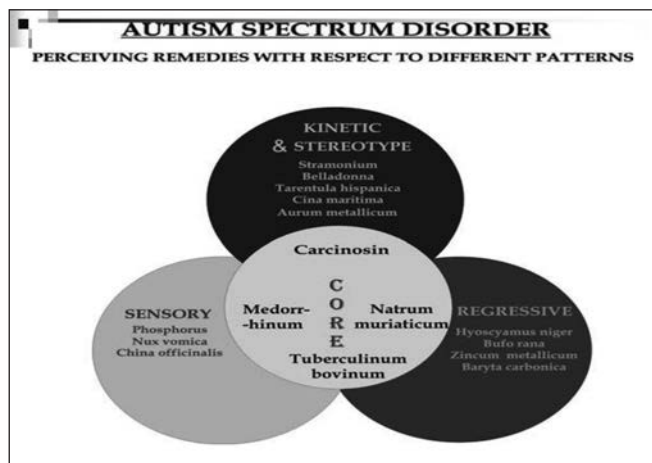 AUTISM SPECTRUM DISORDER
PERCEIVING REMEDIES WITH RESPECT TO DIFFERENT PATTERNS
KINETIC
& STEREOTYPE
Stramonium
Belladonna
Tarentula hispanica
Cina maritima
Aurum metallicum
Carcinosin
CORE
Medorr-
-hinum
Natrum
muriaticum
Tuberculinum
bovinum
SENSORY
Phosphorus
Nux vomica
China officinalis
REGRESSIVE
Hyoscyamus niger
Bufo rana
Zincum metallicum
Baryta carbonica